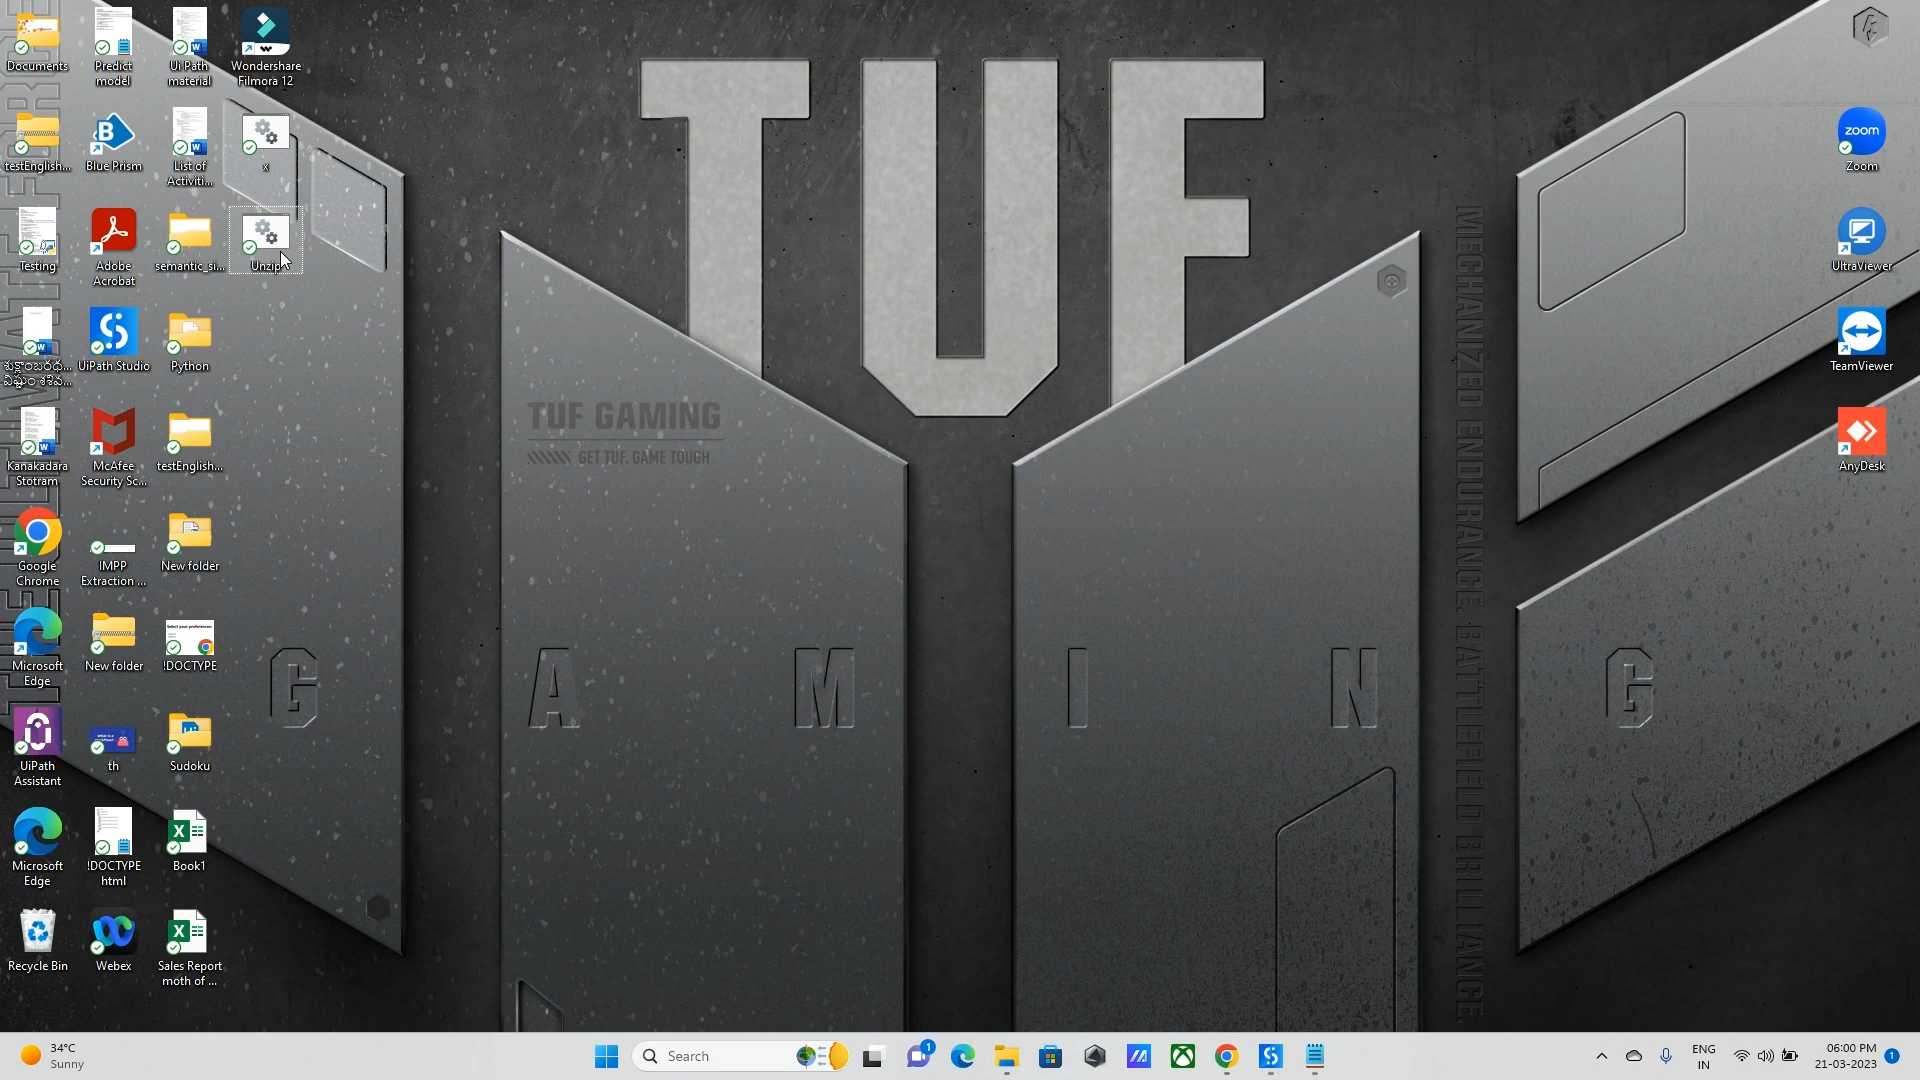 Documents
Predict
model
Ui Path
material
Wondershare
Filmora 12
testEnglish...
Blue Prism
List of
Activiti...
x
Testing
Adobe
Acrobat
semantic_si...
Unzip
UiPath Studio
Python
Kanakadara
Stotram
McAfee
Security Sc...
testEnglish...
Google
Chrome
IMPP
Extraction ...
New folder
Microsoft
Edge
New folder
!DOCTYPE
UiPath
Assistant
th
Sudoku
Microsoft
Edge
!DOCTYPE
html
Book1
Recycle Bin
Webex
Sales Report
moth of ...
TUF
TUF GAMING
GET TUF. GAME TOUGH
G A M I N G
MECHANIZED ENDURANCE. BATTLEFIELD BRILLIANCE.
zoom
Zoom
UltraViewer
TeamViewer
AnyDesk
34°C
Sunny
Search
1
ENG
IN
06:00 PM
21-03-2023
1